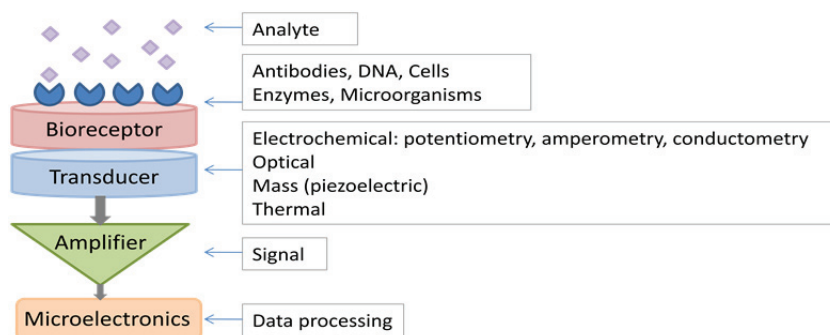 Analyte
Antibodies, DNA, Cells
Enzymes, Microorganisms
Bioreceptor
Electrochemical: potentiometry, amperometry, conductometry
Optical
Mass (piezoelectric)
Thermal
Transducer
Amplifier
Signal
Microelectronics
Data processing